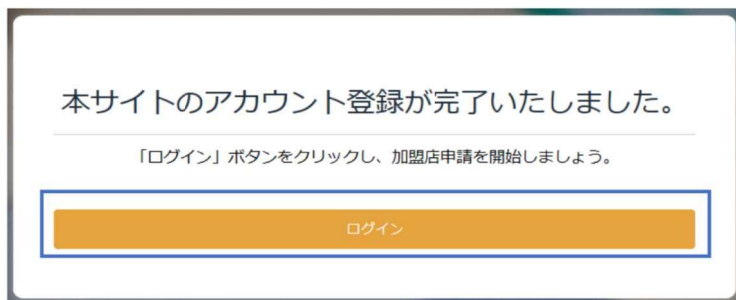 本サイトのアカウント登録が完了いたしました。
「ログイン」ボタンをクリックし、加盟店申請を開始しましょう。
ログイン